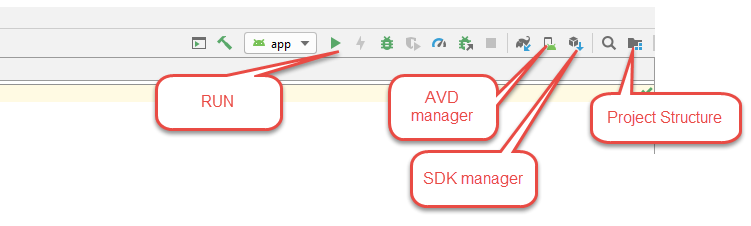 app
RUN
AVD
manager
Project Structure
SDK manager